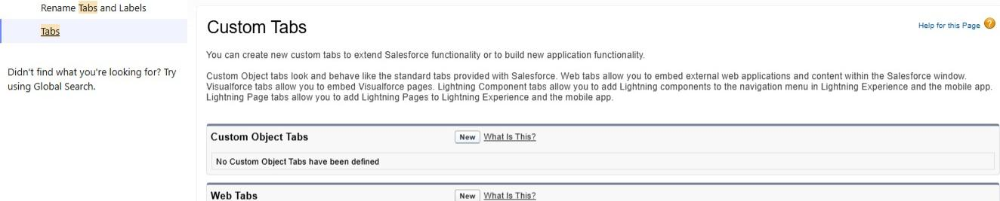 Rename Tabs and Labels
Tabs
Didn't find what you're looking for? Try
using Global Search.
Custom Tabs
Help for this Page ?
You can create new custom tabs to extend Salesforce functionality or to build new application functionality.
Custom Object tabs look and behave like the standard tabs provided with Salesforce. Web tabs allow you to embed external web applications and content within the Salesforce window.
Visualforce tabs allow you to embed Visualforce pages. Lightning Component tabs allow you to add Lightning components to the navigation menu in Lightning Experience and the mobile app.
Lightning Page tabs allow you to add Lightning Pages to Lightning Experience and the mobile app.
Custom Object Tabs New What Is This?
No Custom Object Tabs have been defined
Web Tabs New What Is This?